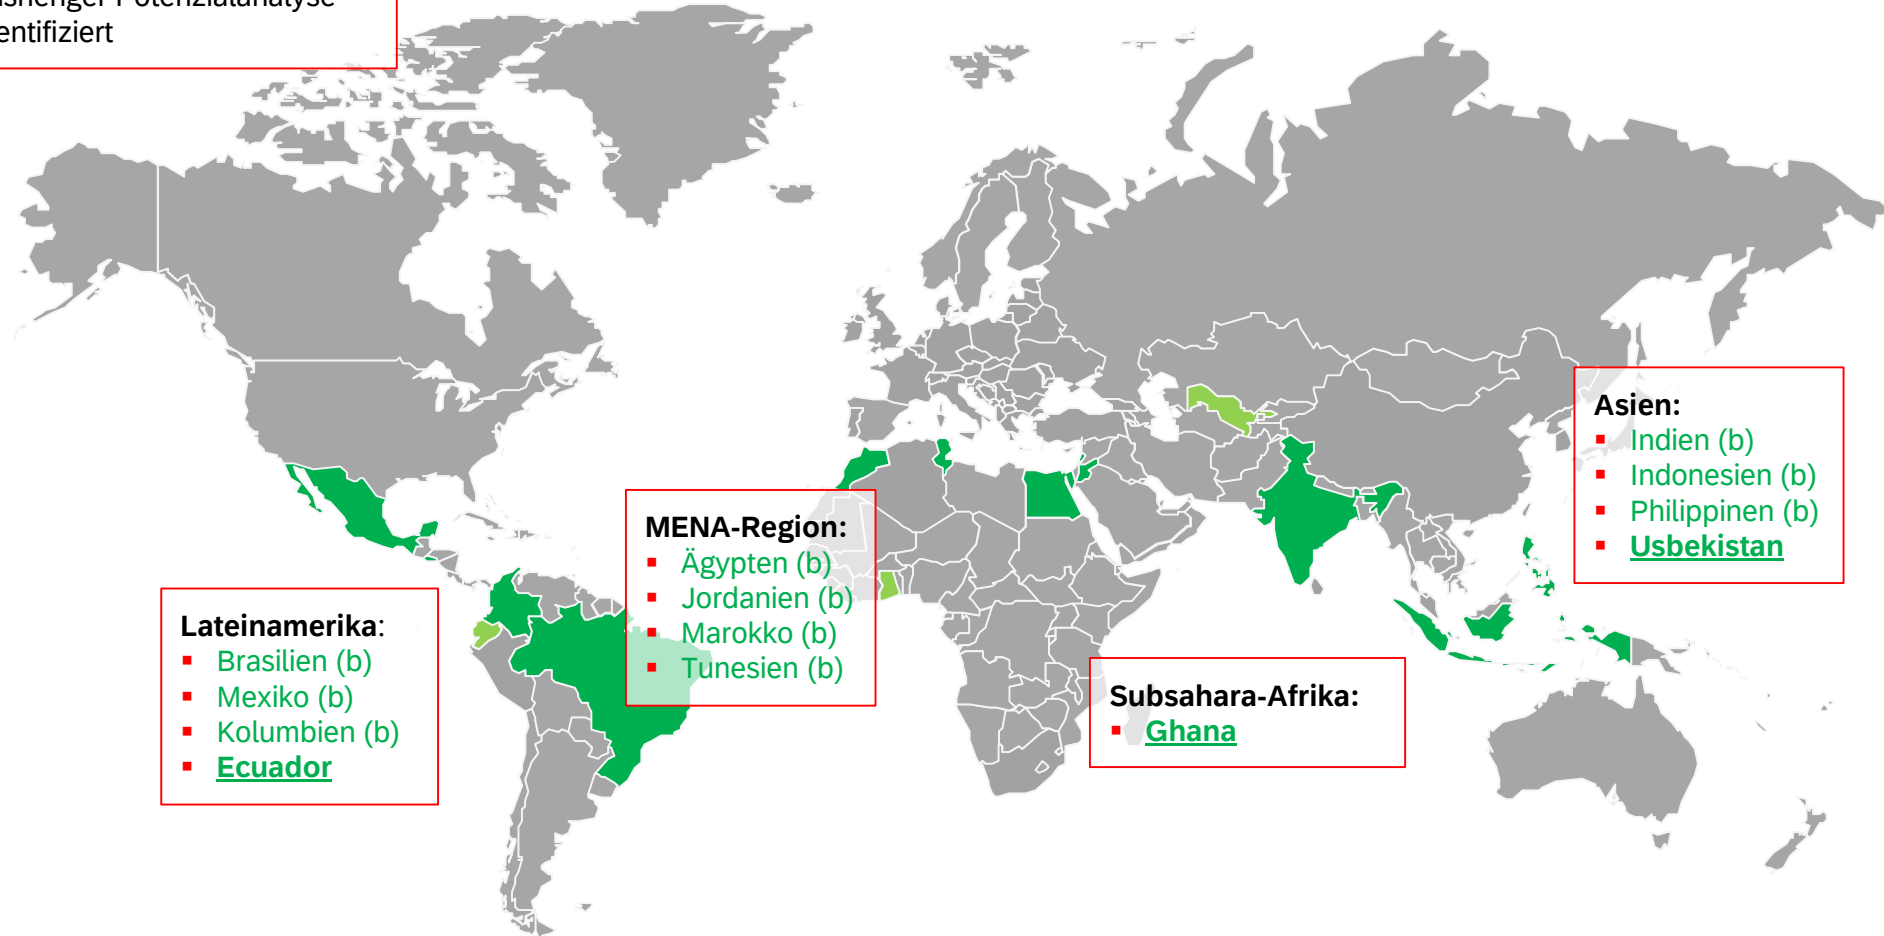 Potenzialanalyse
Asien:
▪ Indien (b)
▪ Indonesien (b)
▪ Philippinen (b)
▪ Usbekistan
MENA-Region:
▪ Ägypten (b)
▪ Jordanien (b)
▪ Marokko (b)
▪ Tunesien (b)
Lateinamerika:
▪ Brasilien (b)
▪ Mexiko (b)
▪ Kolumbien (b)
▪ Ecuador
Subsahara-Afrika:
▪ Ghana